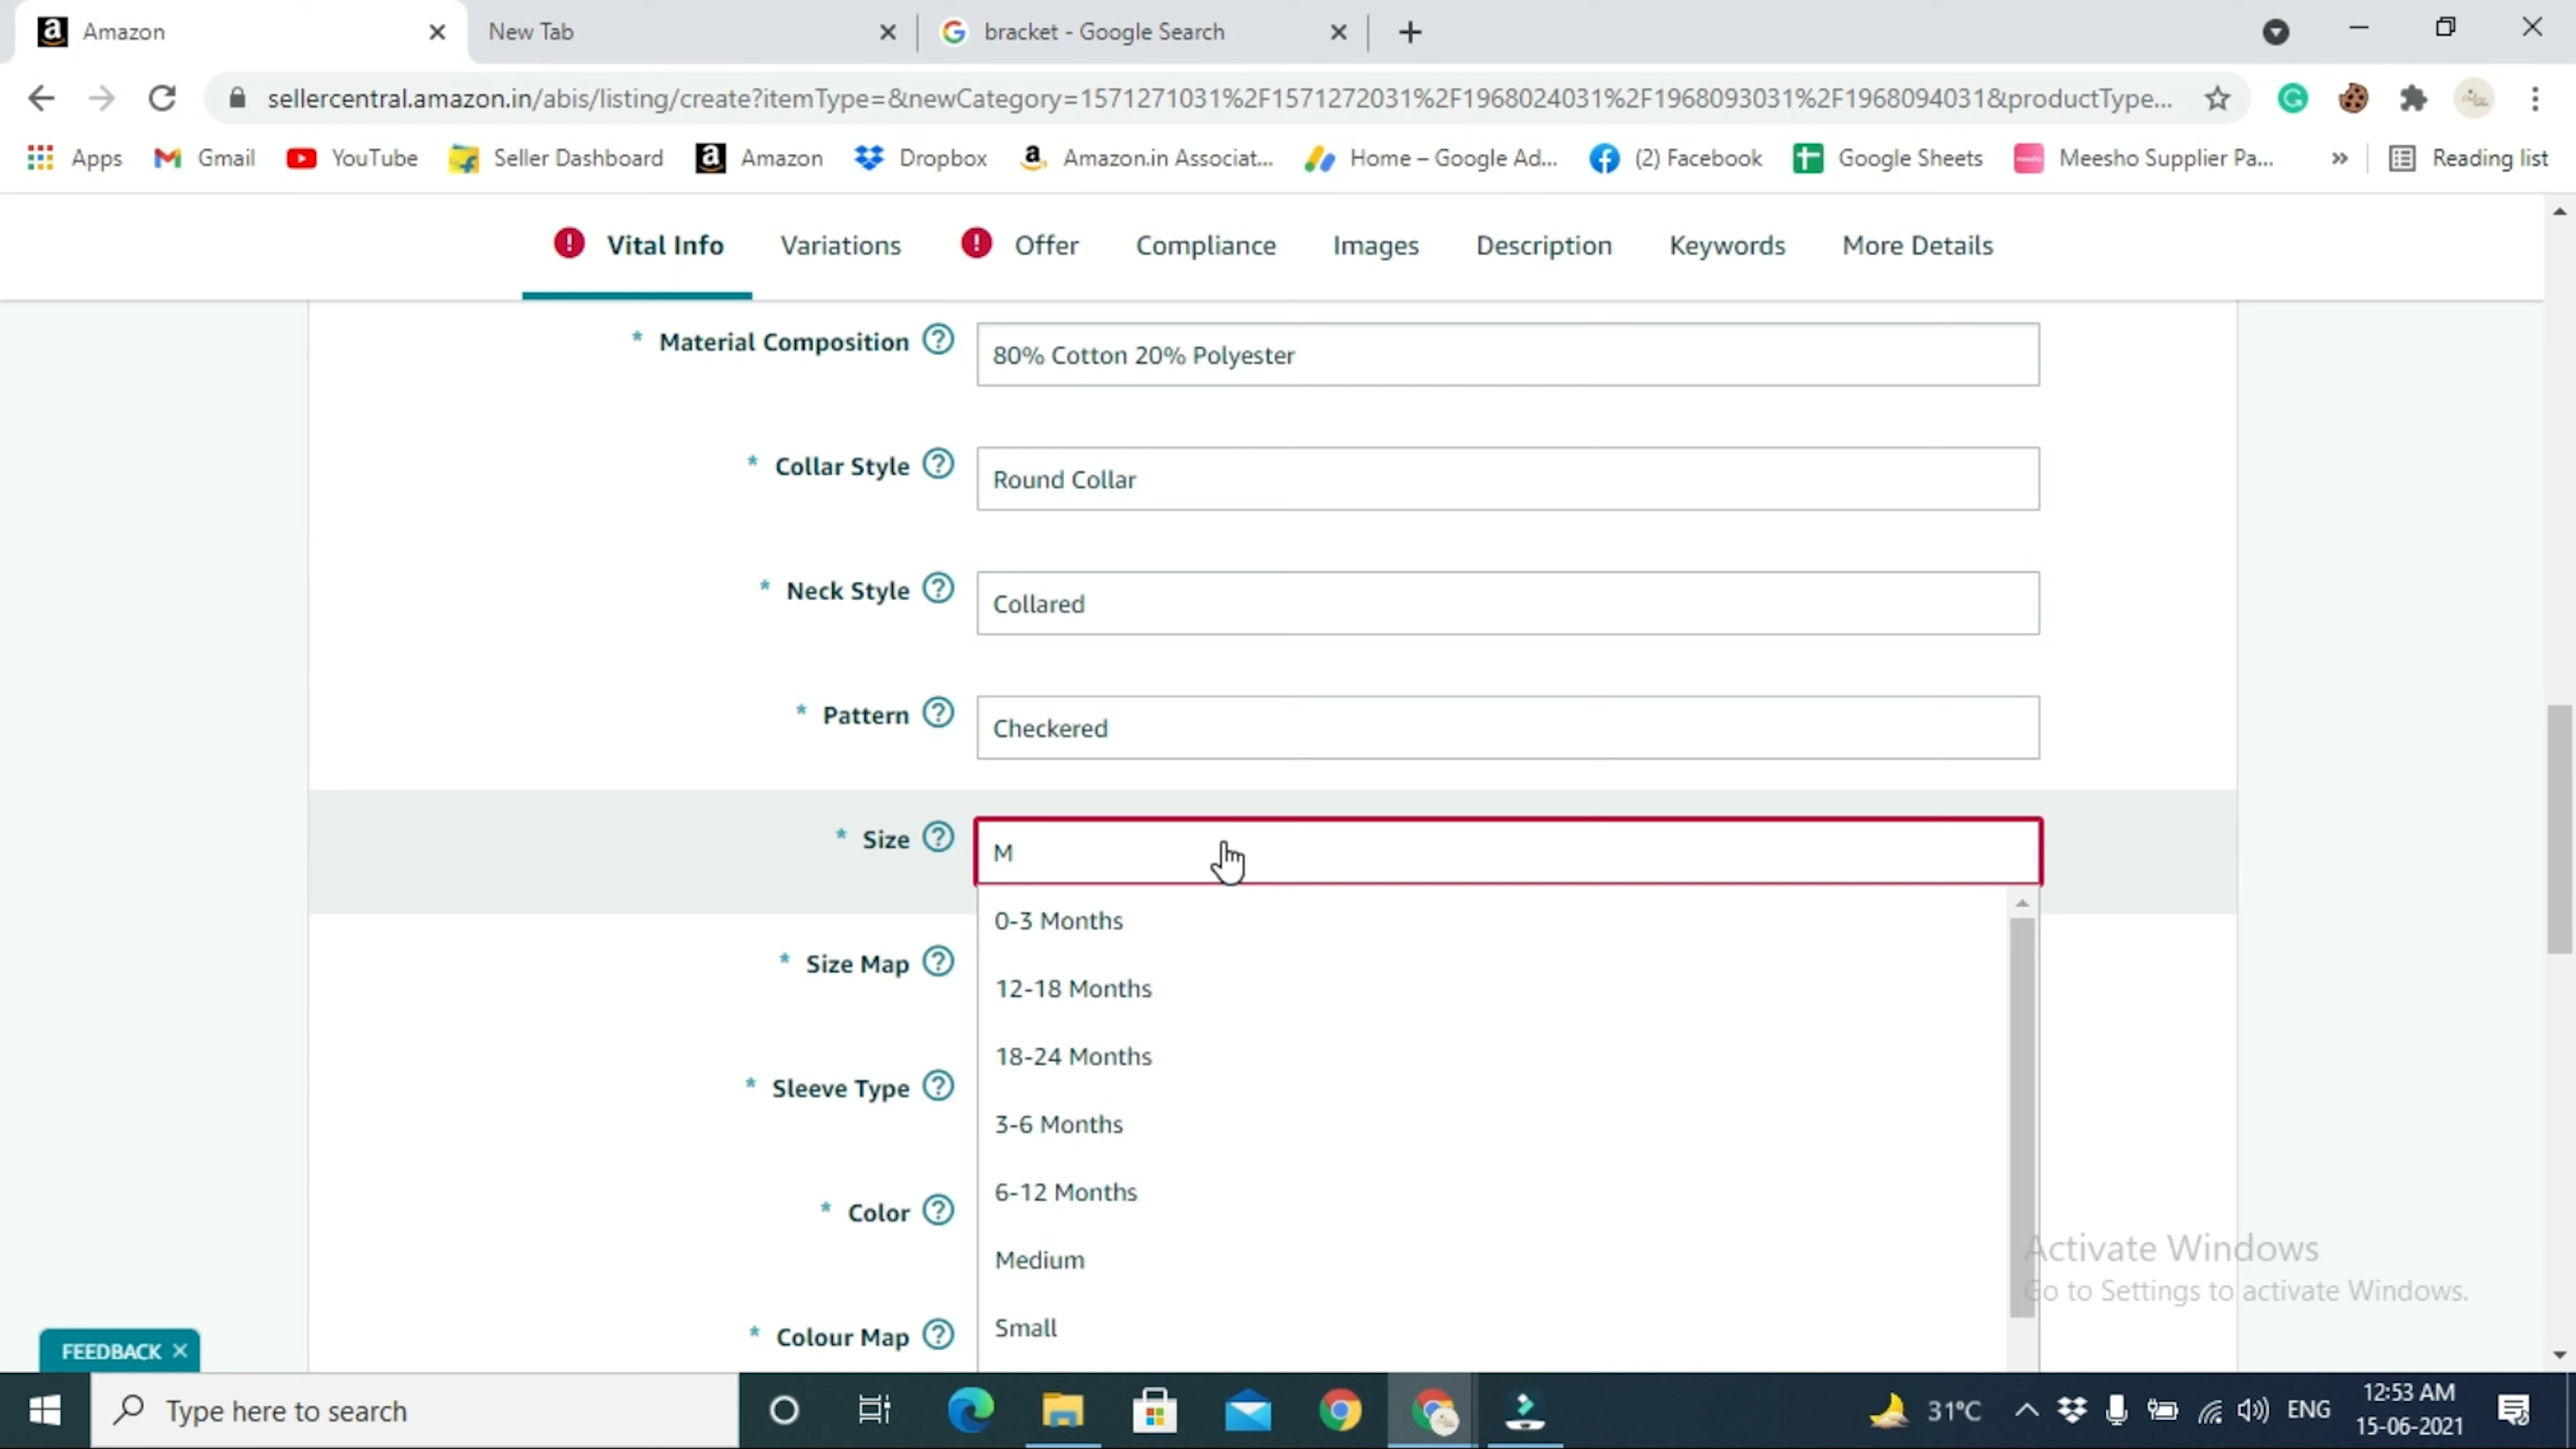 Amazon
New Tab
bracket - Google Search
sellercentral.amazon.in/abis/listing/create?itemType=&newCategory=1571271031%2F1571272031%2F1968024031%2F1968093031%2F1968094031&productType...
Apps
Gmail
YouTube
Seller Dashboard
Amazon
Dropbox
Amazon.in Associat...
Home – Google Ad...
(2) Facebook
Google Sheets
Meesho Supplier Pa...
»
Reading list
Vital Info
Variations
Offer
Compliance
Images
Description
Keywords
More Details
* Material Composition ?
80% Cotton 20% Polyester
* Collar Style ?
Round Collar
* Neck Style ?
Collared
* Pattern ?
Checkered
* Size ?
M
0-3 Months
12-18 Months
18-24 Months
3-6 Months
6-12 Months
Medium
Small
* Size Map ?
* Sleeve Type ?
* Color ?
* Colour Map ?
Activate Windows
Go to Settings to activate Windows.
FEEDBACK ×
Type here to search
31°C
ENG
12:53 AM
15-06-2021